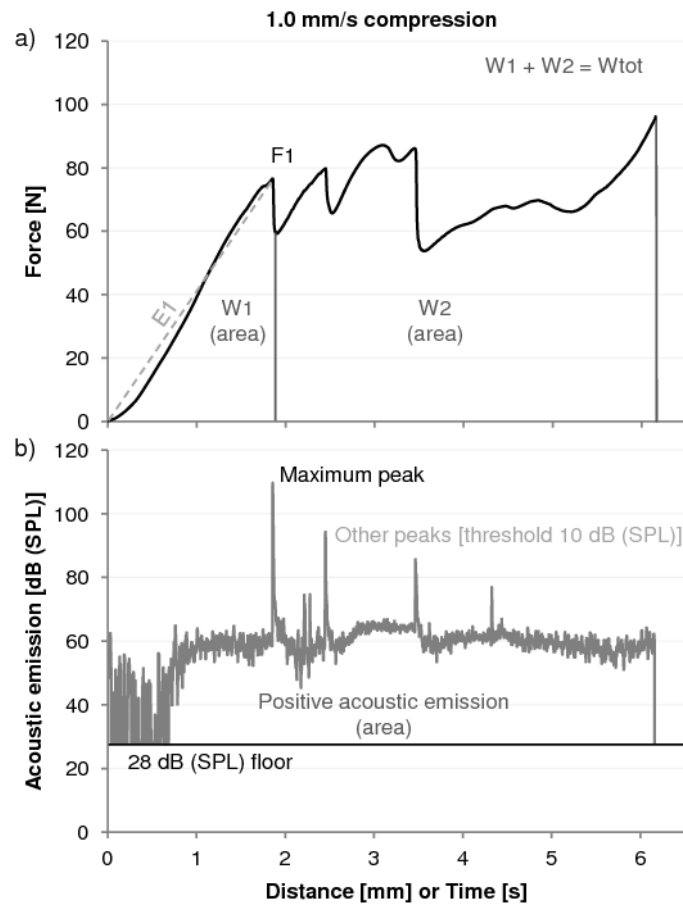 1.0 mm/s compression
a)
120
100
80
60
40
20
0
Force [N]
W1 + W2 = Wtot
F1
E1
W1
(area)
W2
(area)
b)
120
100
80
60
40
20
0
Acoustic emission [dB (SPL)]
Maximum peak
Other peaks [threshold 10 dB (SPL)]
Positive acoustic emission
(area)
28 dB (SPL) floor
0 1 2 3 4 5 6
Distance [mm] or Time [s]